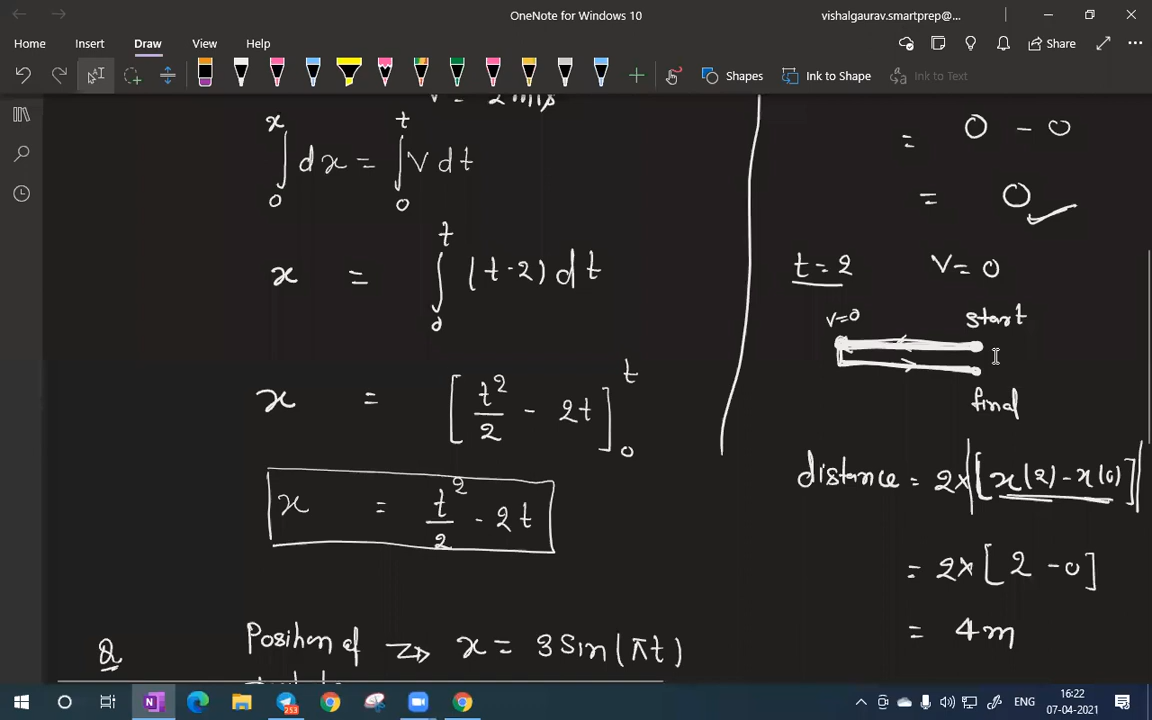 OneNote for Windows 10
vishalgaurav.smartprep@...
Home Insert Draw View Help
Share
Shapes
Ink to Shape
Ink to Text
∫₀ˣ dx = ∫₀ᵗ V dt
x = ∫₀ᵗ (t-2) dt
x = [t²/2 - 2t]₀ᵗ
x = t²/2 - 2t
Q Position of ⇒ x = 3 Sin(πt)
= 0 - 0
= 0
t = 2 V = 0
V=0 start
final
distance = 2×|[x(2) - x(0)]|
= 2×[2 - 0]
= 4m
253
ENG
16:22
07-04-2021